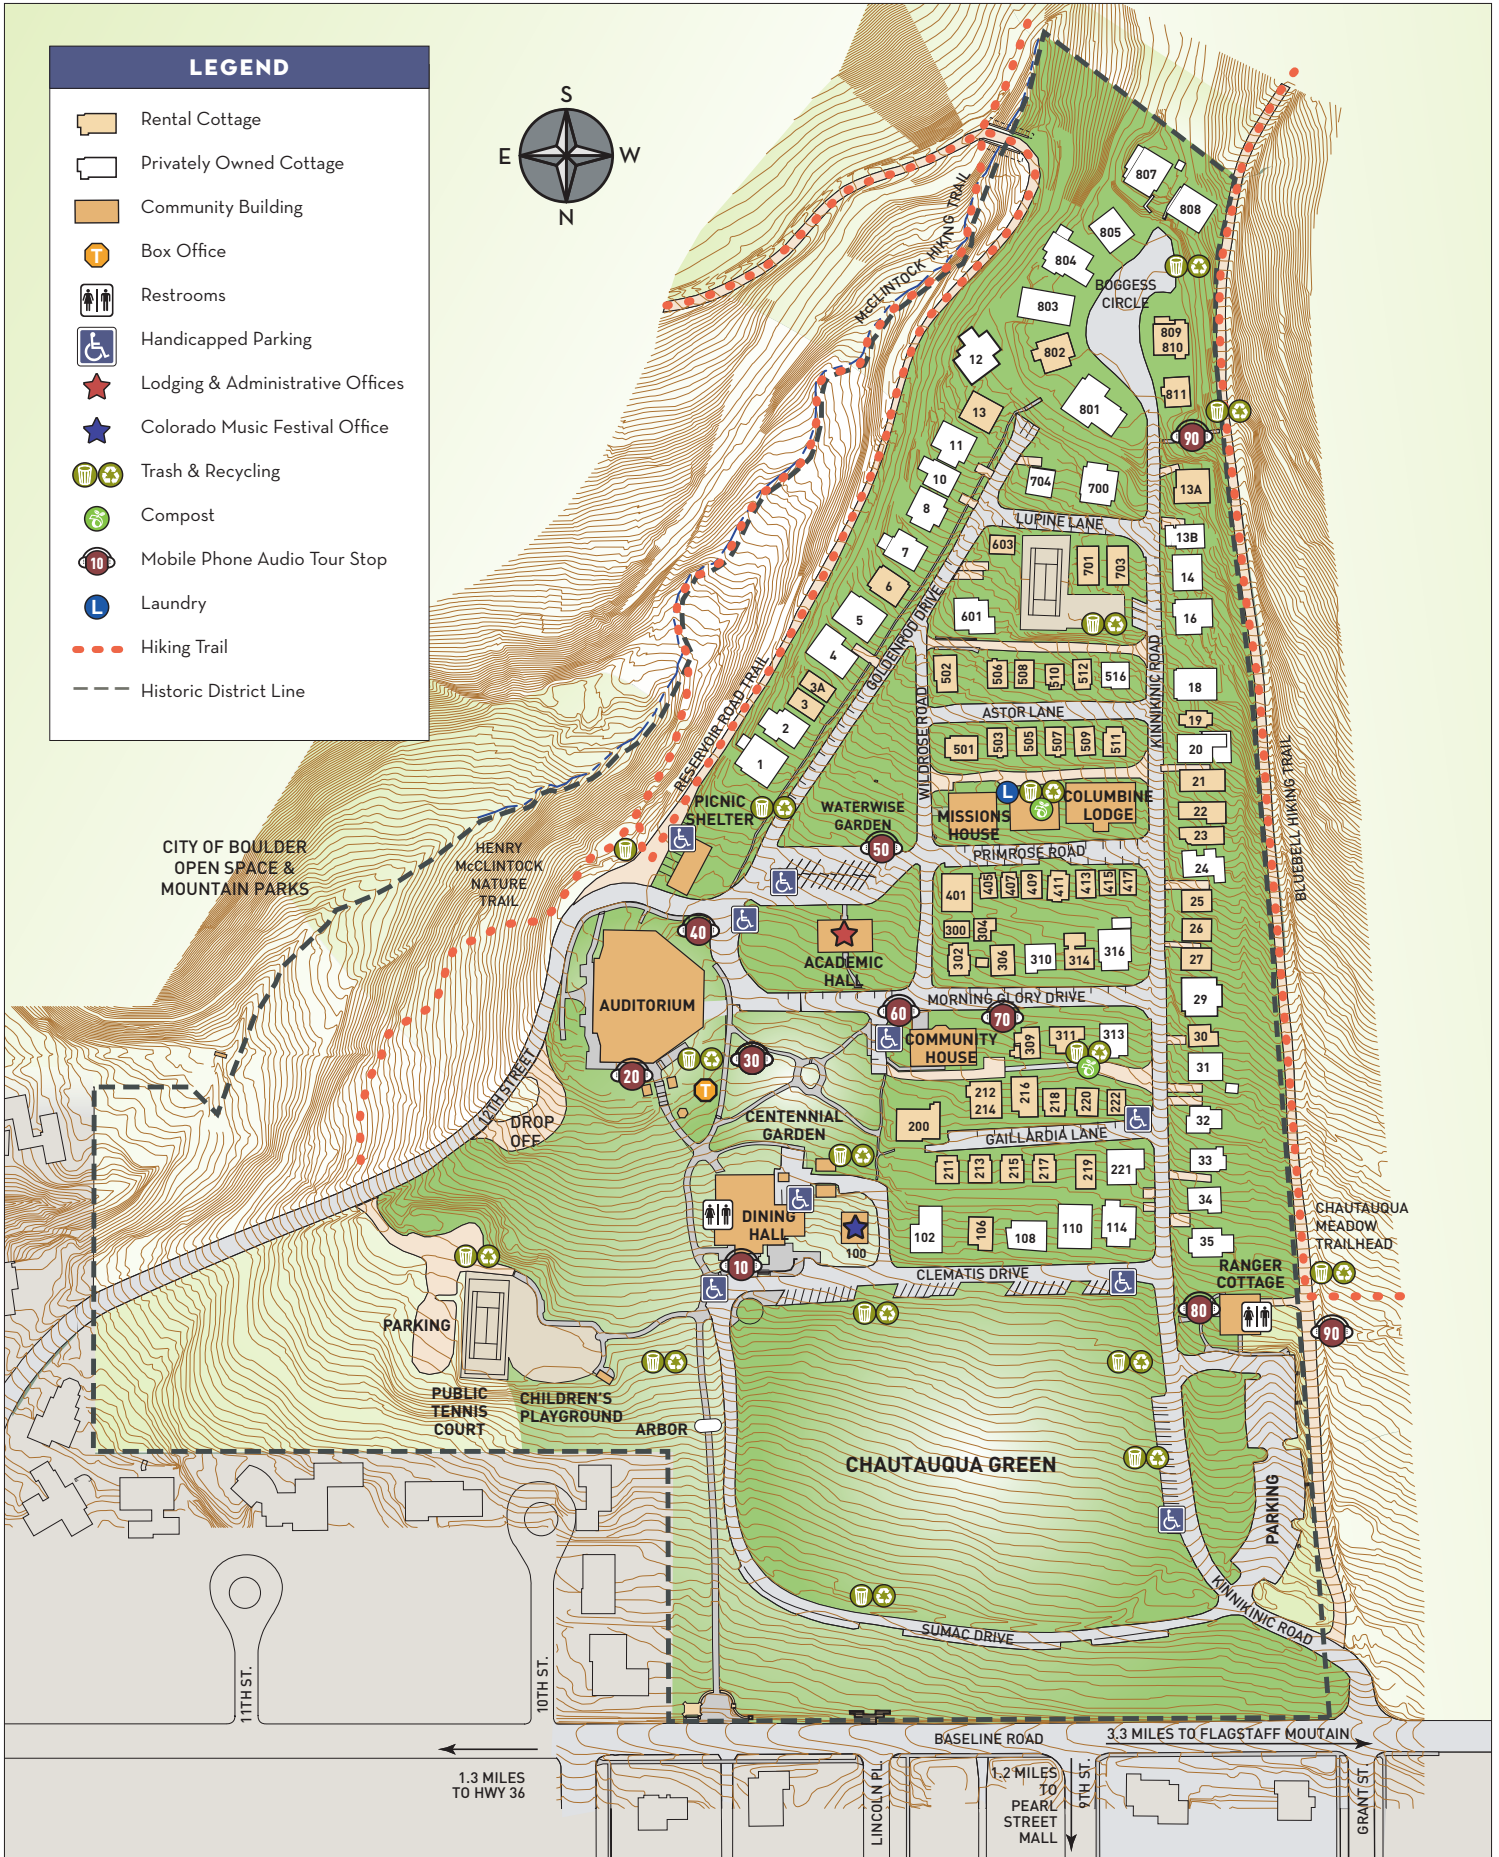 LEGEND
Rental Cottage
Privately Owned Cottage
Community Building
T
Box Office
Restrooms
Handicapped Parking
Lodging & Administrative Offices
Colorado Music Festival Office
Trash & Recycling
Compost
10
Mobile Phone Audio Tour Stop
L
Laundry
Hiking Trail
Historic District Line
S
E
W
N
McCLINTOCK HIKING TRAIL
807
808
805
804
BOGGESS
CIRCLE
803
809
810
802
12
811
801
13
90
11
10
704
700
13A
8
LUPINE LANE
13B
7
603
701
703
14
6
601
16
5
4
GOLDENROD DRIVE
KINNIKINIC ROAD
502
506
508
510
512
516
18
3A
3
WILDROSE ROAD
ASTOR LANE
19
2
501
503
505
507
509
511
20
1
RESERVOIR ROAD TRAIL
BLUEBELL HIKING TRAIL
21
PICNIC
SHELTER
WATERWISE
GARDEN
L
MISSIONS
HOUSE
COLUMBINE
LODGE
22
23
50
PRIMROSE ROAD
24
CITY OF BOULDER
OPEN SPACE &
MOUNTAIN PARKS
HENRY
McCLINTOCK
NATURE
TRAIL
401
405
407
409
411
413
415
417
25
40
300
304
26
302
306
310
314
316
27
ACADEMIC
HALL
AUDITORIUM
MORNING GLORY DRIVE
29
60
70
COMMUNITY
HOUSE
309
311
313
30
31
20
30
T
12TH STREET
DROP
OFF
212
214
216
218
220
222
CENTENNIAL
GARDEN
200
GAILLARDIA LANE
32
211
213
215
217
219
221
33
34
DINING
HALL
100
102
106
108
110
114
35
CHAUTAUQUA
MEADOW
TRAILHEAD
10
CLEMATIS DRIVE
RANGER
COTTAGE
80
90
PARKING
PUBLIC
TENNIS
COURT
CHILDREN'S
PLAYGROUND
ARBOR
CHAUTAUQUA GREEN
PARKING
KINNIKINIC ROAD
SUMAC DRIVE
11TH ST.
10TH ST.
BASELINE ROAD
3.3 MILES TO FLAGSTAFF MOUTAIN
1.3 MILES
TO HWY 36
LINCOLN PL.
1.2 MILES
TO
PEARL
STREET
MALL
9TH ST.
GRANT ST.